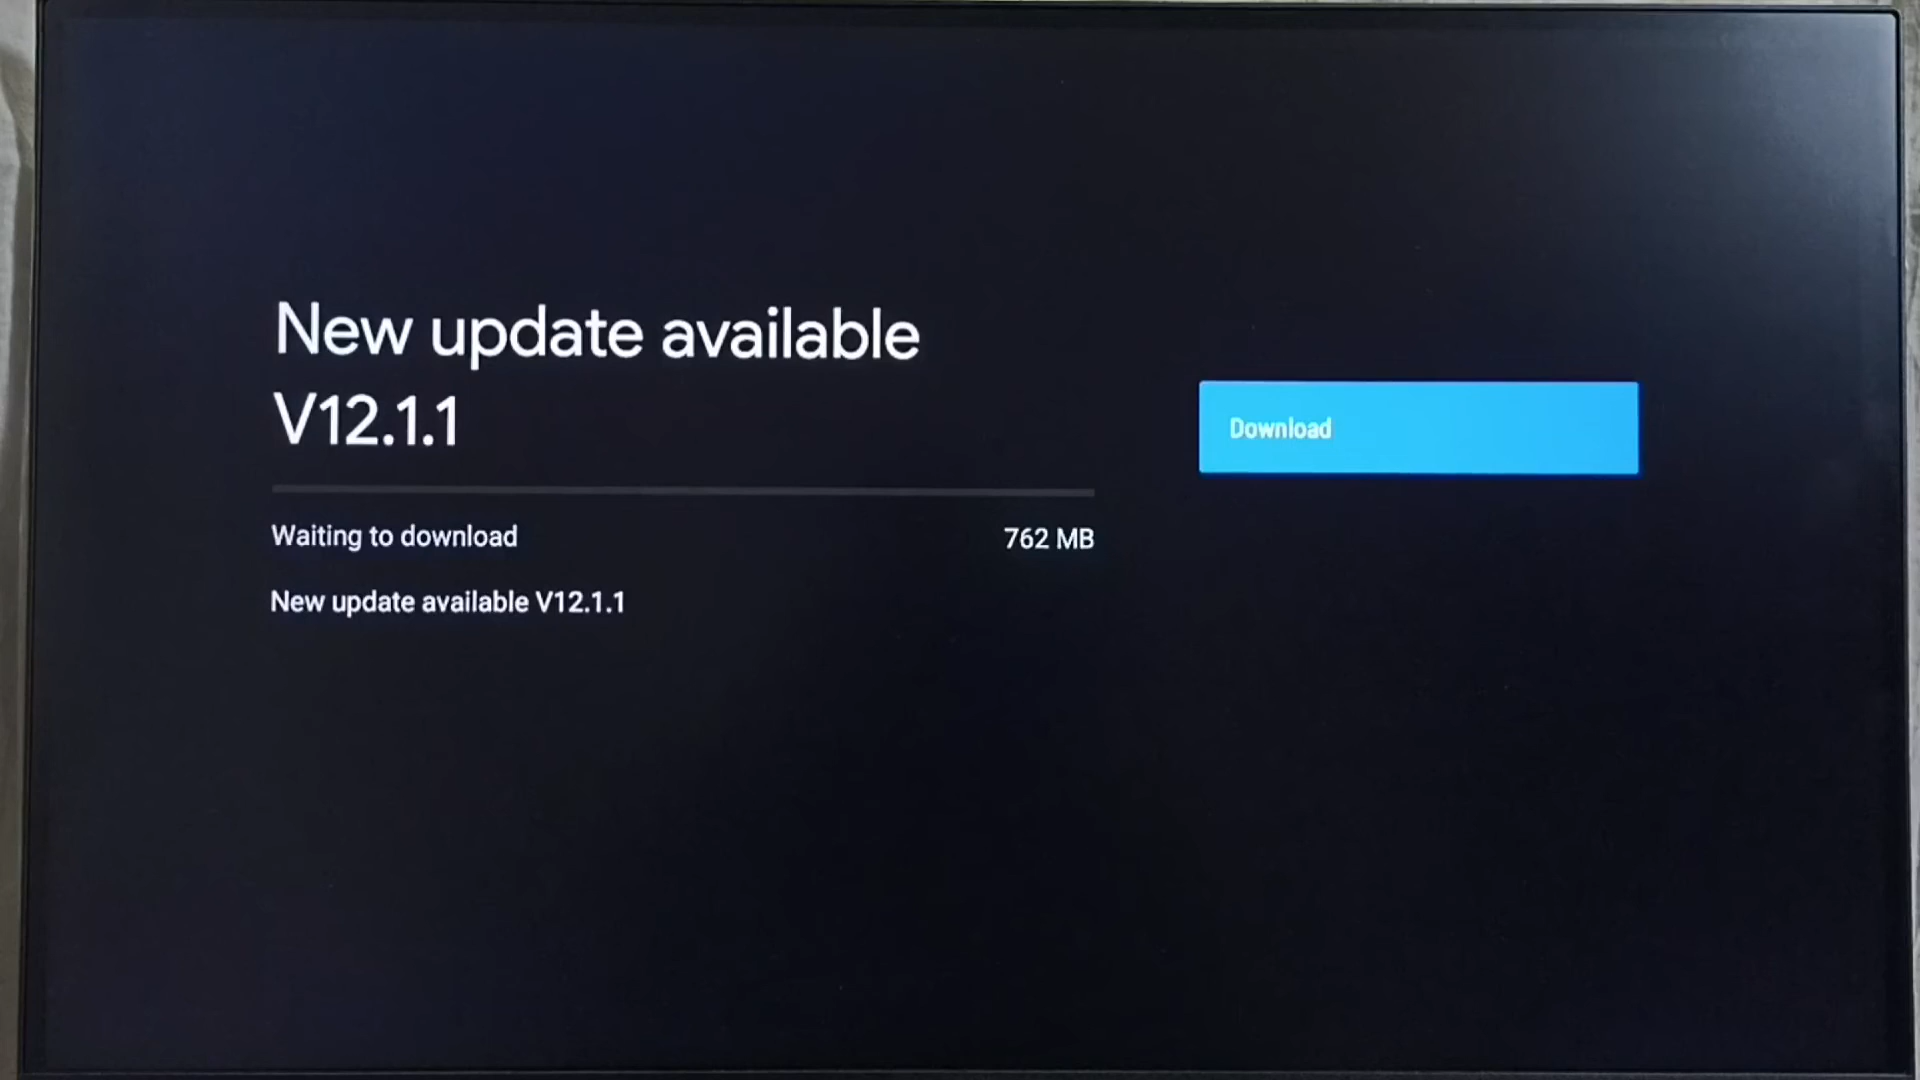 New update available
V12.1.1
Download
Waiting to download 762 MB
New update available V12.1.1